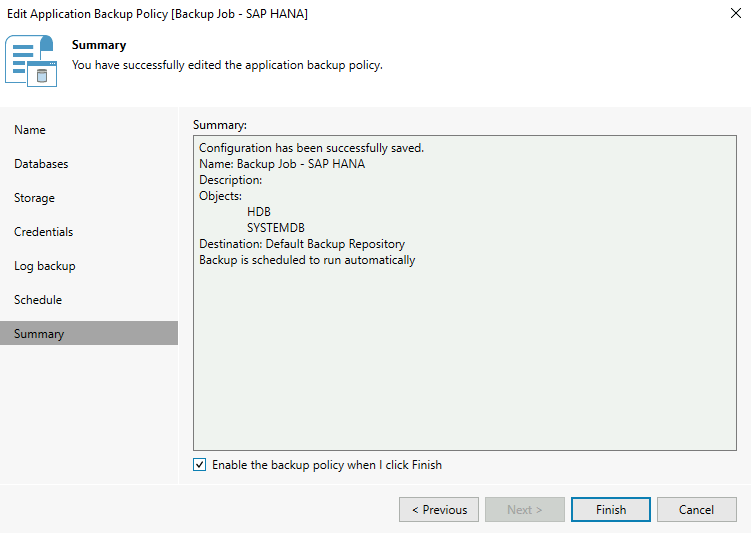 Edit Application Backup Policy [Backup Job - SAP HANA]
Summary
You have successfully edited the application backup policy.
Name
Databases
Storage
Credentials
Log backup
Schedule
Summary
Summary:
Configuration has been successfully saved.
Name: Backup Job - SAP HANA
Description:
Objects:
HDB
SYSTEMDB
Destination: Default Backup Repository
Backup is scheduled to run automatically
Enable the backup policy when I click Finish
< Previous
Next >
Finish
Cancel